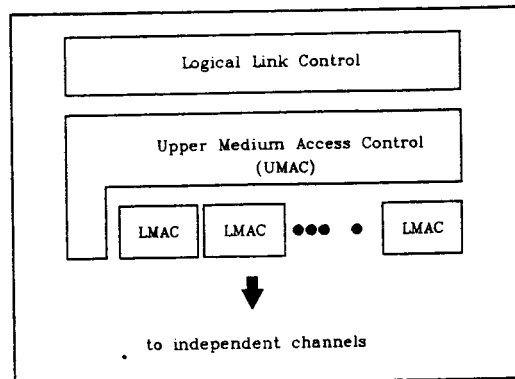 Logical Link Control
Upper Medium Access Control
(UMAC)
LMAC LMAC LMAC
to independent channels